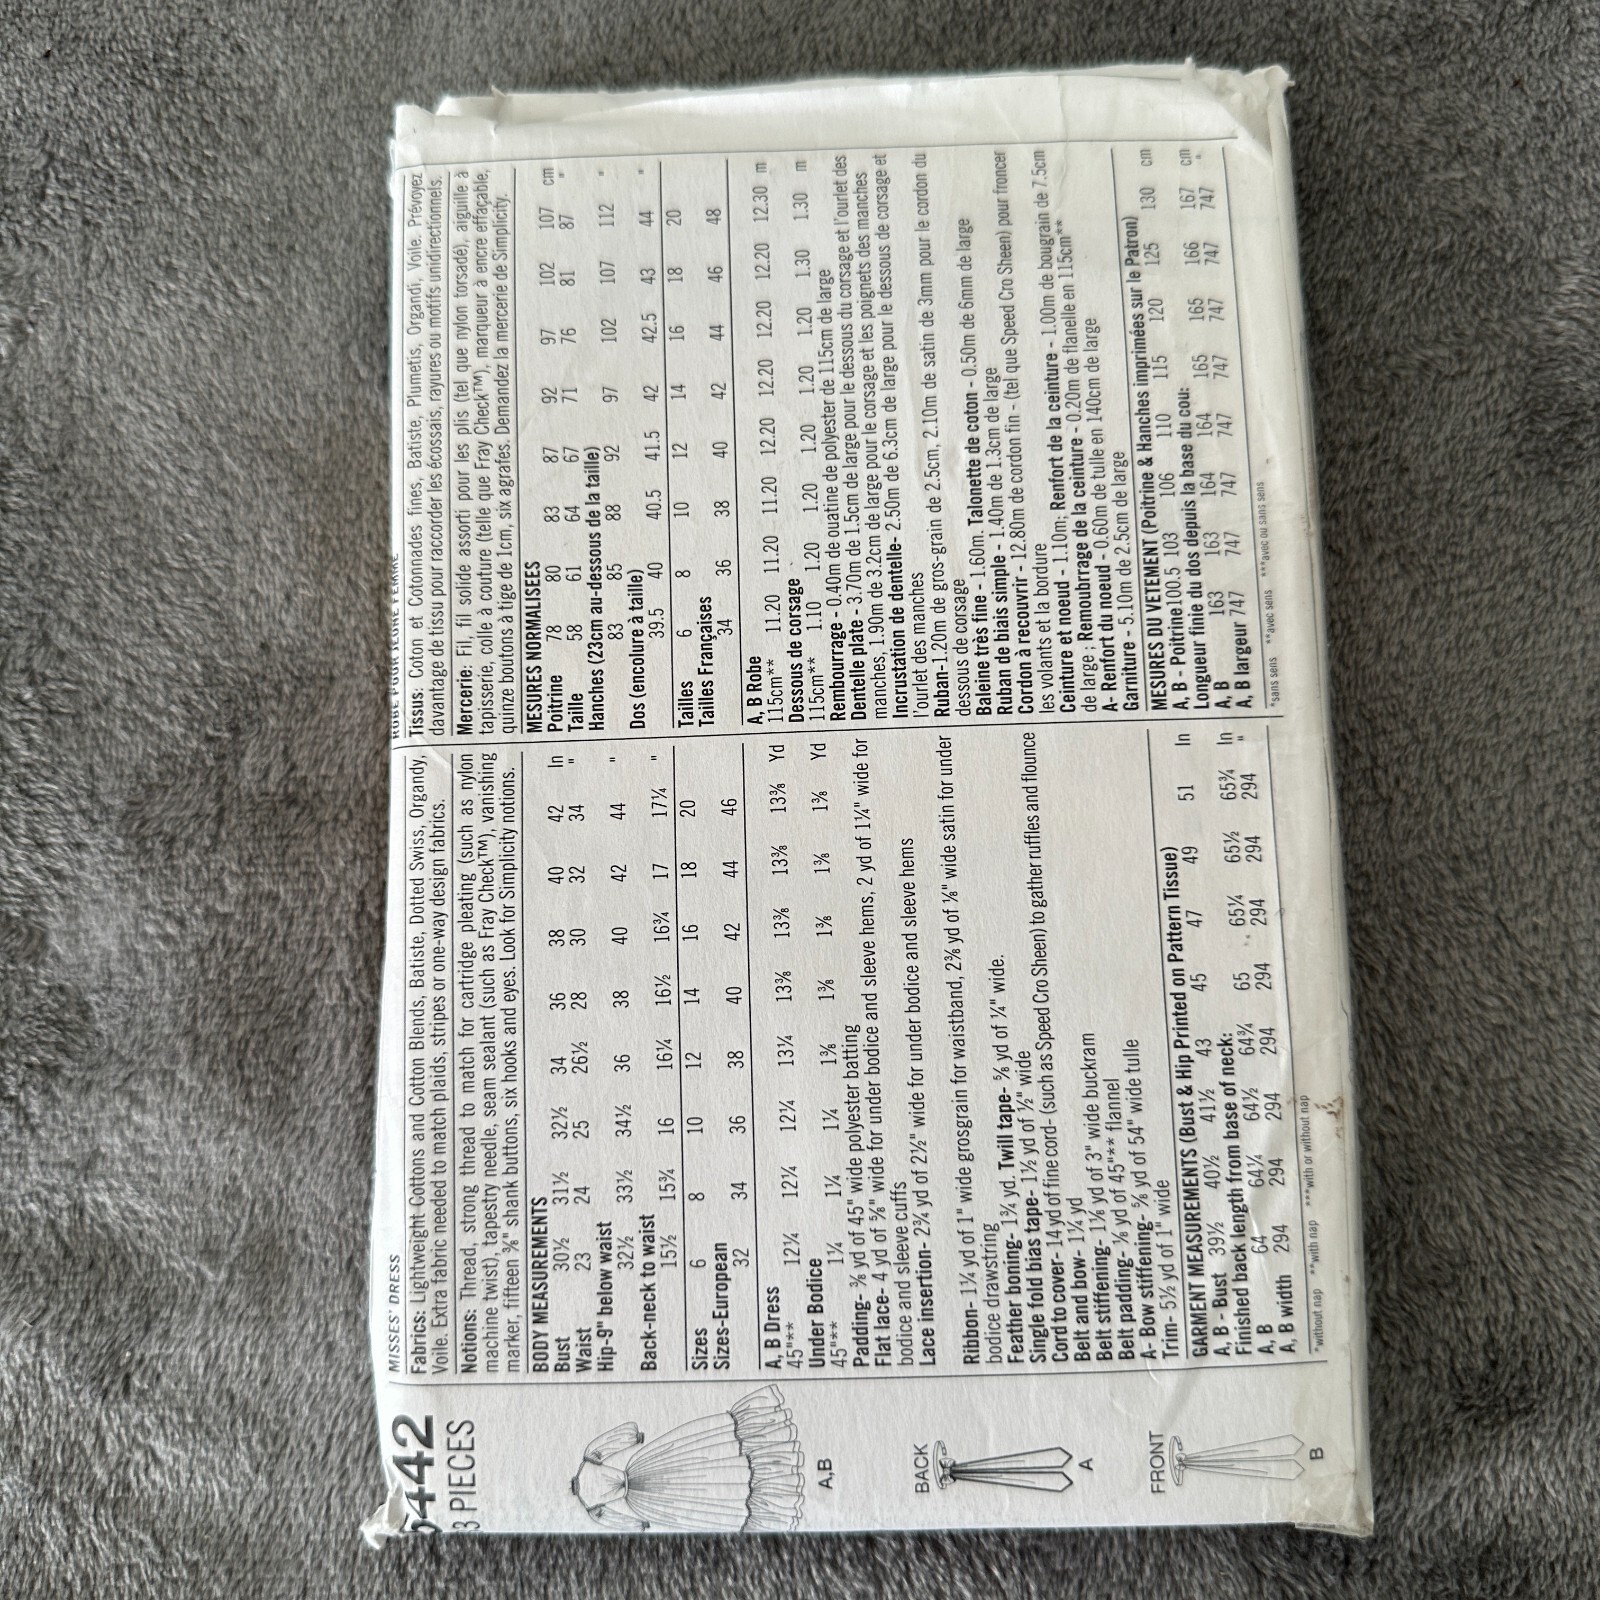 5442
3 PIECES
A,B
BACK
A
FRONT
B
MISSES' DRESS
Fabrics: Lightweight Cottons and Cotton Blends, Batiste, Dotted Swiss, Organdy,
Voile. Extra fabric needed to match plaids, stripes or one-way design fabrics.
Notions: Thread, strong thread to match for cartridge pleating (such as nylon
machine twist), tapestry needle, seam sealant (such as Fray Check™), vanishing
marker, fifteen ⅜" shank buttons, six hooks and eyes. Look for Simplicity notions.
BODY MEASUREMENTS
Bust 30½ 31½ 32½ 34 36 38 40 42 In
Waist 23 24 25 26½ 28 30 32 34 "
Hip-9" below waist
32½ 33½ 34½ 36 38 40 42 44 "
Back-neck to waist
15½ 15¾ 16 16¼ 16½ 16¾ 17 17¼ "
Sizes 6 8 10 12 14 16 18 20
Sizes-European
32 34 36 38 40 42 44 46
A, B Dress
45"** 12¼ 12¼ 12¼ 13¼ 13⅜ 13⅜ 13⅜ 13⅜ Yd
Under Bodice
45"** 1¼ 1¼ 1¼ 1⅜ 1⅜ 1⅜ 1⅜ 1⅜ Yd
Padding- ⅜ yd of 45" wide polyester batting
Flat lace- 4 yd of ⅝" wide for under bodice and sleeve hems, 2 yd of 1¼" wide for
bodice and sleeve cuffs
Lace insertion- 2¾ yd of 2½" wide for under bodice and sleeve hems
Ribbon- 1¼ yd of 1" wide grosgrain for waistband, 2⅜ yd of ⅛" wide satin for under
bodice drawstring
Feather boning- 1¾ yd. Twill tape- ⅝ yd of ¼" wide.
Single fold bias tape- 1½ yd of ½" wide
Cord to cover- 14 yd of fine cord- (such as Speed Cro Sheen) to gather ruffles and flounce
Belt and bow- 1¼ yd
Belt stiffening- 1⅛ yd of 3" wide buckram
Belt padding- ⅛ yd of 45"** flannel
A- Bow stiffening- ⅝ yd of 54" wide tulle
Trim- 5½ yd of 1" wide
GARMENT MEASUREMENTS (Bust & Hip Printed on Pattern Tissue)
A, B - Bust 39½ 40½ 41½ 43 45 47 49 51 In
Finished back length from base of neck:
A, B 64 64¼ 64½ 64¾ 65 65¼ 65½ 65¾ In
A, B width 294 294 294 294 294 294 294 294 "
*without nap **with nap ***with or without nap
ROBE POUR JEUNE FEMME
Tissus: Coton et Cotonnades fines, Batiste, Plumetis, Organdi, Voile. Prévoyez
davantage de tissu pour raccorder les écossais, rayures ou motifs unidirectionnels.
Mercerie: Fil, fil solide assorti pour les plis (tel que nylon torsadé), aiguille à
tapisserie, colle à couture (telle que Fray Check™), marqueur à encre effaçable,
quinze boutons à tige de 1cm, six agrafes. Demandez la mercerie de Simplicity.
MESURES NORMALISEES
Poitrine 78 80 83 87 92 97 102 107 cm
Taille 58 61 64 67 71 76 81 87 "
Hanches (23cm au-dessous de la taille)
83 85 88 92 97 102 107 112 "
Dos (encolure à taille)
39.5 40 40.5 41.5 42 42.5 43 44 "
Tailles 6 8 10 12 14 16 18 20
Tailles Françaises
34 36 38 40 42 44 46 48
A, B Robe
115cm** 11.20 11.20 11.20 12.20 12.20 12.20 12.20 12.30 m
Dessous de corsage
115cm** 1.10 1.20 1.20 1.20 1.20 1.20 1.30 1.30 m
Rembourrage - 0.40m de ouatine de polyester de 115cm de large
Dentelle plate - 3.70m de 1.5cm de large pour le dessous du corsage et l'ourlet des
manches, 1.90m de 3.2cm de large pour le corsage et les poignets des manches
Incrustation de dentelle- 2.50m de 6.3cm de large pour le dessous de corsage et
l'ourlet des manches
Ruban-1.20m de gros-grain de 2.5cm, 2.10m de satin de 3mm pour le cordon du
dessous de corsage
Baleine très fine - 1.60m. Talonette de coton - 0.50m de 6mm de large
Ruban de biais simple - 1.40m de 1.3cm de large
Cordon à recouvrir - 12.80m de cordon fin - (tel que Speed Cro Sheen) pour froncer
les volants et la bordure
Ceinture et noeud - 1.10m; Renfort de la ceinture - 1.00m de bougrain de 7.5cm
de large ; Remoubrrage de la ceinture - 0.20m de flanelle en 115cm**
A- Renfort du noeud - 0.60m de tulle en 140cm de large
Garniture - 5.10m de 2.5cm de large
MESURES DU VETEMENT (Poitrine & Hanches imprimées sur le Patron)
A, B - Poitrine 100.5 103 106 110 115 120 125 130 cm
Longueur finie du dos depuis la base du cou:
A, B 163 163 164 164 165 165 166 167 cm
A, B largeur 747 747 747 747 747 747 747 747 "
*sans sens **avec sens ***avec ou sans sens